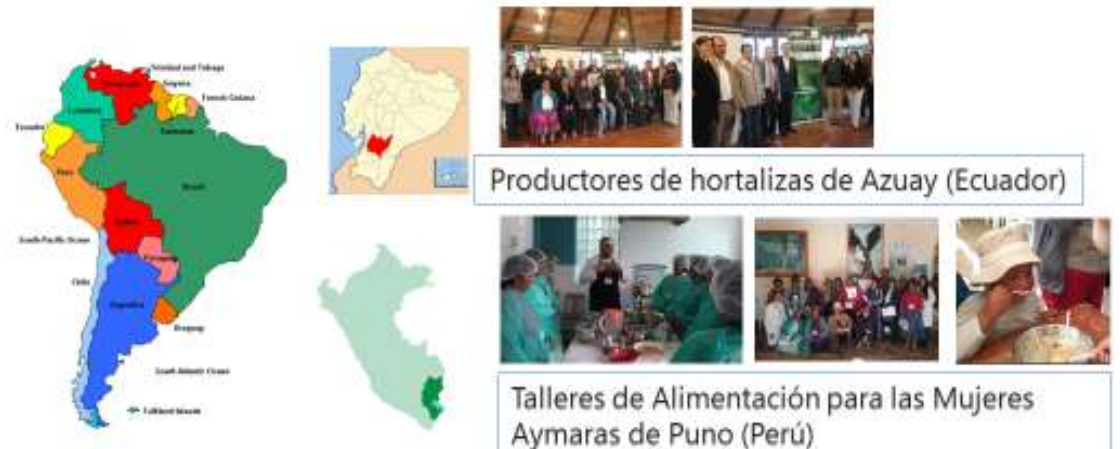 Trinidad and Tobago
Guyana
French Guiana
Suriname
Colombia
Ecuador
Peru
Brazil
South Pacific Ocean
Paraguay
Chile
Argentina
Uruguay
South Atlantic Ocean
Falkland Islands
Productores de hortalizas de Azuay (Ecuador)
Talleres de Alimentación para las Mujeres
Aymaras de Puno (Perú)